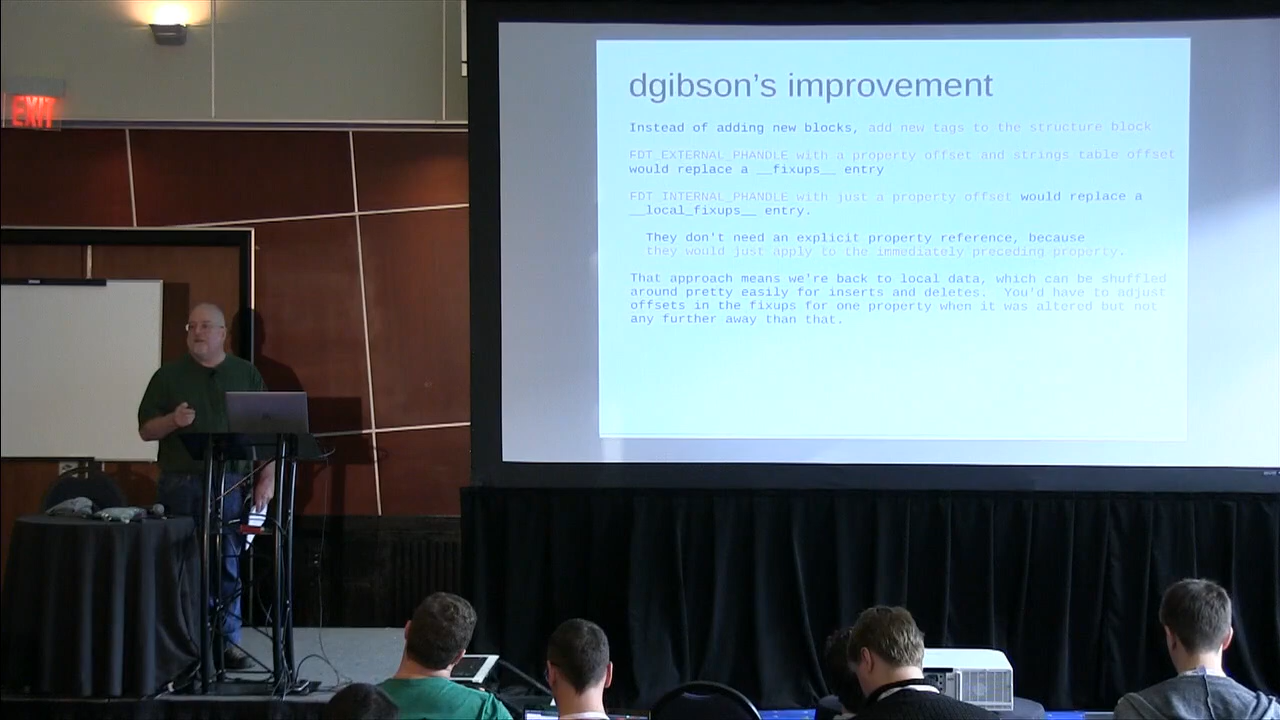 EXIT
dgibson's improvement
Instead of adding new blocks, add new tags to the structure block
FDT_EXTERNAL_PHANDLE with a property offset and strings table offset
would replace a __fixups__ entry
FDT_INTERNAL_PHANDLE with just a property offset would replace a
__local_fixups__ entry.
They don't need an explicit property reference, because
they would just apply to the immediately-preceding property.
That approach means we're back to local data, which can be shuffled
around pretty easily for inserts and deletes. You'd have to adjust
offsets in the fixups for one property when it was altered but not
any further away than that.